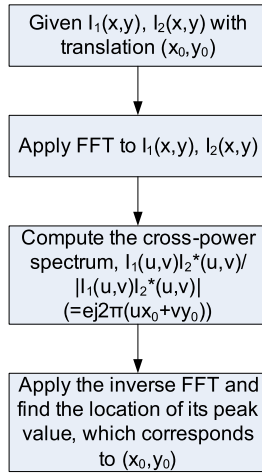 Given I₁(x,y), I₂(x,y) with
translation (x₀,y₀)
Apply FFT to I₁(x,y), I₂(x,y)
Compute the cross-power
spectrum, I₁(u,v)I₂*(u,v)/
|I₁(u,v)I₂*(u,v)|
(=ej2π(ux₀+vy₀))
Apply the inverse FFT and
find the location of its peak
value, which corresponds
to (x₀,y₀)